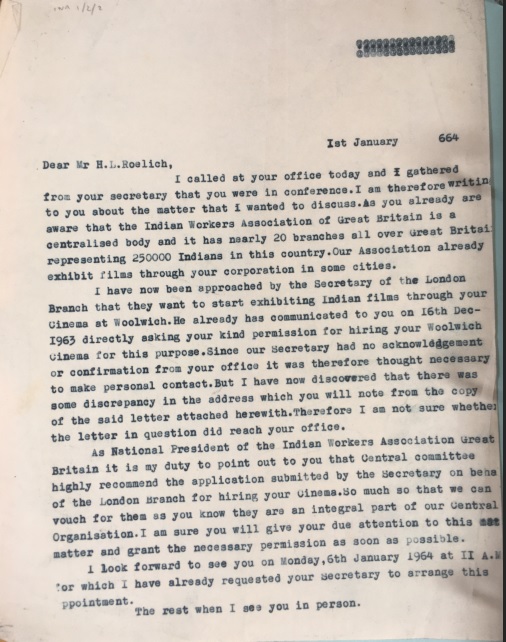 IWA 1/2/2
Ist January 664
Dear Mr H.L.Roelich,
I called at your office today and I gathered
from your secretary that you were in conference.I am therefore writin
to you about the matter that I wanted to discuss.As you already are
aware that the Indian Workers Association of Great Britain is a
centralised body and it has nearly 20 branches all over Great Britai
representing 250000 Indians in this country.Our Association already
exhibit films through your corporation in some cities.
I have now been approached by the Secretary of the London
Branch that they want to start exhibiting Indian films through your
Cinema at Woolwich.He already has communicated to you on 16th Dec-
I963 directly asking your kind permission for hiring your Woolwich
Cinema for this purpose.Since our Secretary had no acknowledgement
or confirmation from your office it was therefore thought necessary
to make personal contact.But I have now discovered that there was
some discrepancy in the address which you will note from the copy
of the said letter attached herewith.Therefore I am not sure whether
the letter in question did reach your office.
As National President of the Indian Workers Association Great
Britain it is my duty to point out to you that Central committee
highly recommend the application submitted by the Secretary on beha
of the London Branch for hiring your Cinema.So much so that we can
vouch for them as you know they are an integral part of our Central
Organisation.I am sure you will give your due attention to this
matter and grant the necessary permission as soon as possible.
I look forward to see you on Monday,6th January 1964 at II A.M
for which I have already requested your Secretary to arrange this
ppointment.
The rest when I see you in person.